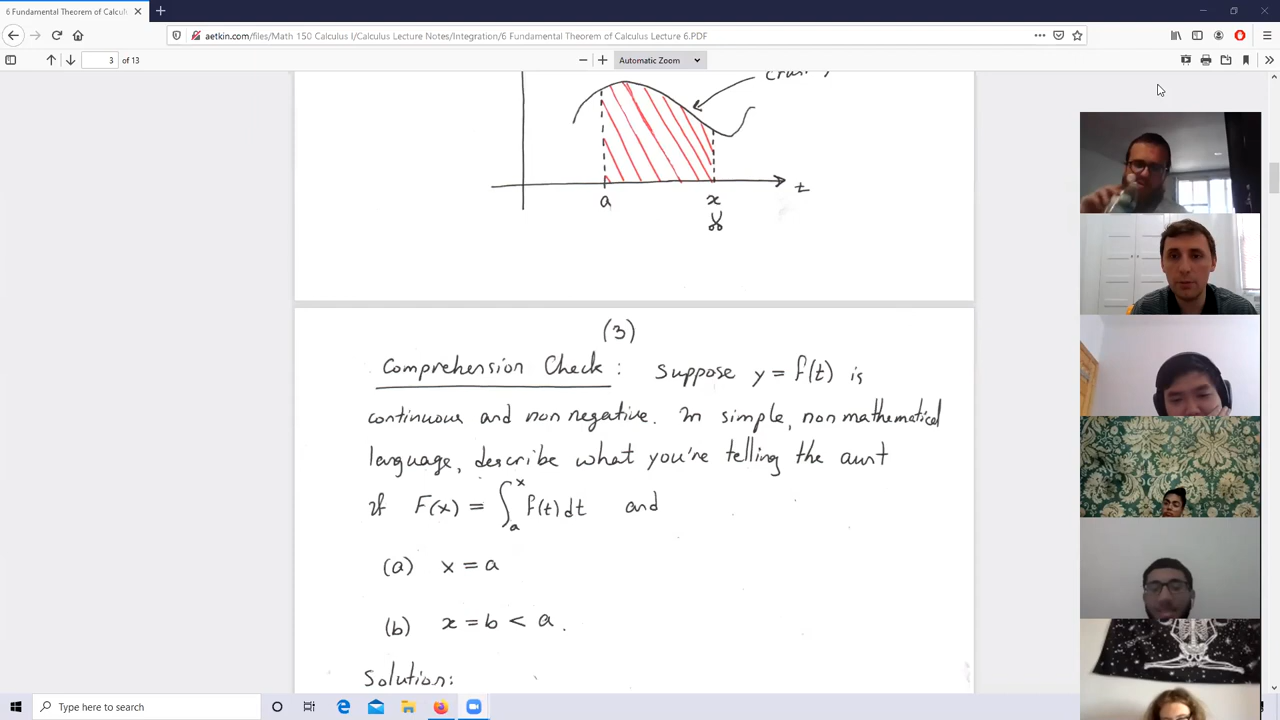 6 Fundamental Theorem of Calculu
aetkin.com/files/Math 150 Calculus I/Calculus Lecture Notes/Integration/6 Fundamental Theorem of Calculus Lecture 6.PDF
3 of 13
Automatic Zoom
t
a
x
(3)
Comprehension Check: Suppose y = f(t) is
continuous and non negative. In simple, non mathematical
language, describe what you're telling the aunt
if F(x) = ∫ₐˣ f(t)dt and
(a) x = a
(b) x = b < a.
Solution:
Type here to search